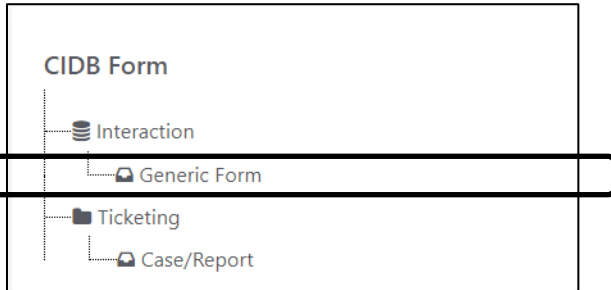 CIDB Form
Interaction
Generic Form
Ticketing
Case/Report